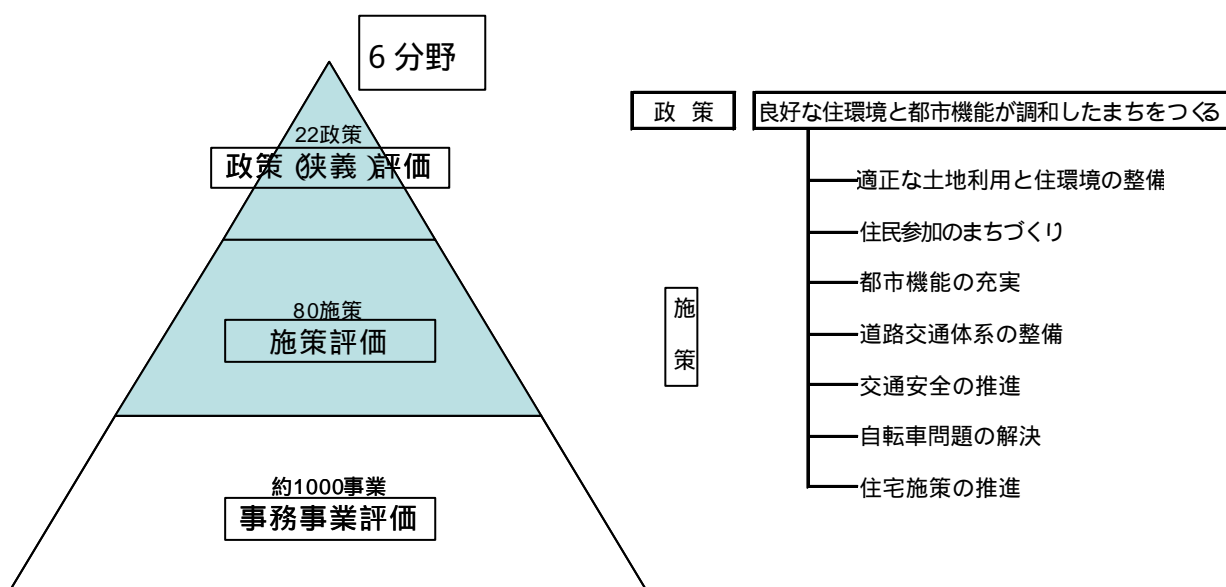 6分野
22政策
政策(狭義)評価
80施策
施策評価
約1000事業
事務事業評価
政策
良好な住環境と都市機能が調和したまちをつくる
施策
適正な土地利用と住環境の整備
住民参加のまちづくり
都市機能の充実
道路交通体系の整備
交通安全の推進
自転車問題の解決
住宅施策の推進